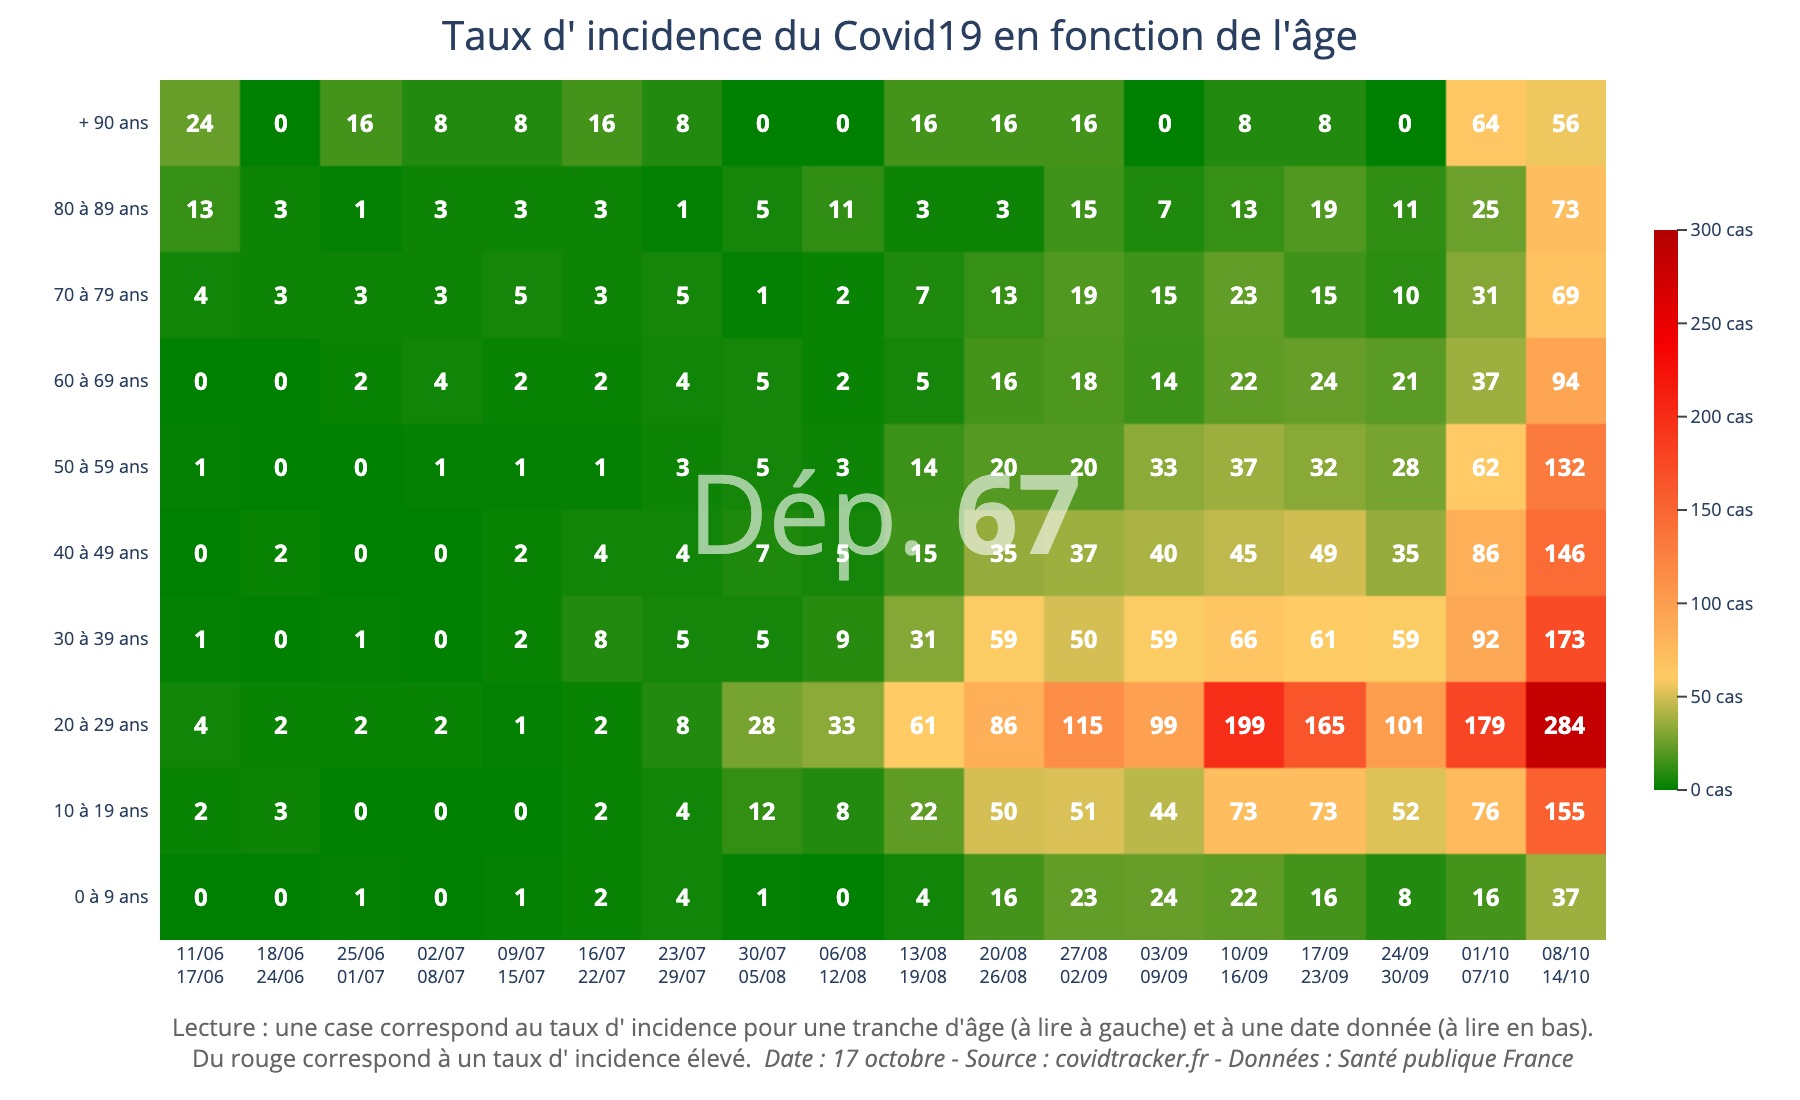 Taux d' incidence du Covid19 en fonction de l'âge
+ 90 ans 24 0 16 8 8 16 8 0 0 16 16 16 0 8 8 0 64 56
80 à 89 ans 13 3 1 3 3 3 1 5 11 3 3 15 7 13 19 11 25 73
70 à 79 ans 4 3 3 3 5 3 5 1 2 7 13 19 15 23 15 10 31 69
60 à 69 ans 0 0 2 4 2 2 4 5 2 5 16 18 14 22 24 21 37 94
50 à 59 ans 1 0 0 1 1 1 3 5 3 14 20 20 33 37 32 28 62 132
Dép. 67
40 à 49 ans 0 2 0 0 2 4 4 7 5 15 35 37 40 45 49 35 86 146
30 à 39 ans 1 0 1 0 2 8 5 5 9 31 59 50 59 66 61 59 92 173
20 à 29 ans 4 2 2 2 1 2 8 28 33 61 86 115 99 199 165 101 179 284
10 à 19 ans 2 3 0 0 0 2 4 12 8 22 50 51 44 73 73 52 76 155
0 à 9 ans 0 0 1 0 1 2 4 1 0 4 16 23 24 22 16 8 16 37
11/06 18/06 25/06 02/07 09/07 16/07 23/07 30/07 06/08 13/08 20/08 27/08 03/09 10/09 17/09 24/09 01/10 08/10
17/06 24/06 01/07 08/07 15/07 22/07 29/07 05/08 12/08 19/08 26/08 02/09 09/09 16/09 23/09 30/09 07/10 14/10
300 cas
250 cas
200 cas
150 cas
100 cas
50 cas
0 cas
Lecture : une case correspond au taux d' incidence pour une tranche d'âge (à lire à gauche) et à une date donnée (à lire en bas).
Du rouge correspond à un taux d' incidence élevé. Date : 17 octobre - Source : covidtracker.fr - Données : Santé publique France